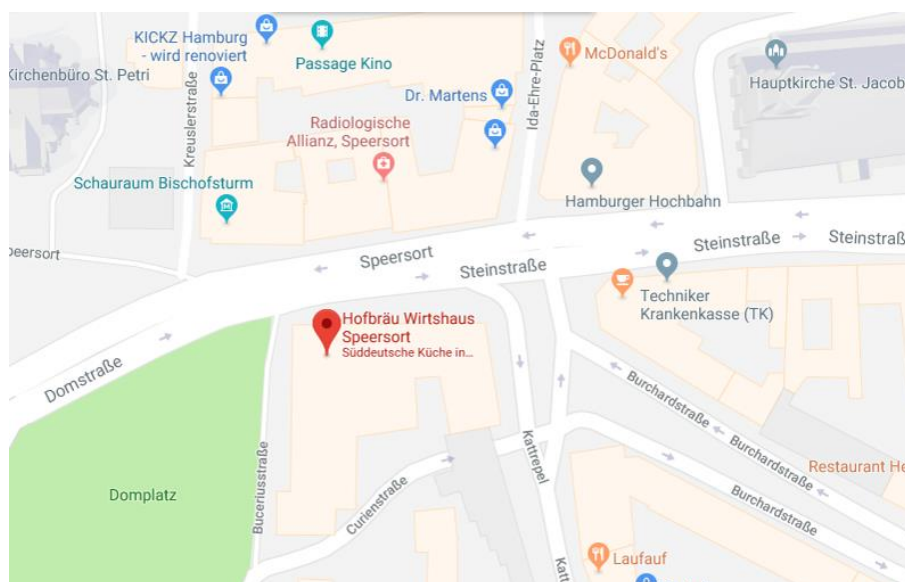 KICKZ Hamburg
- wird renoviert
Passage Kino
McDonald's
Kirchenbüro St. Petri
Hauptkirche St. Jacob
Kreuslerstraße
Dr. Martens
Ida-Ehre-Platz
Radiologische
Allianz, Speersort
Schauraum Bischofsturm
Hamburger Hochbahn
Speersort
Speersort
Steinstraße
Steinstraße
Steinstraß
Techniker
Krankenkasse (TK)
Hofbräu Wirtshaus
Speersort
Süddeutsche Küche in...
Domstraße
Burchardstraße
Burchardstraße
Burchardstraße
Kattrepel
Katt
Buceriusstraße
Curienstraße
Domplatz
Restaurant He
Laufauf